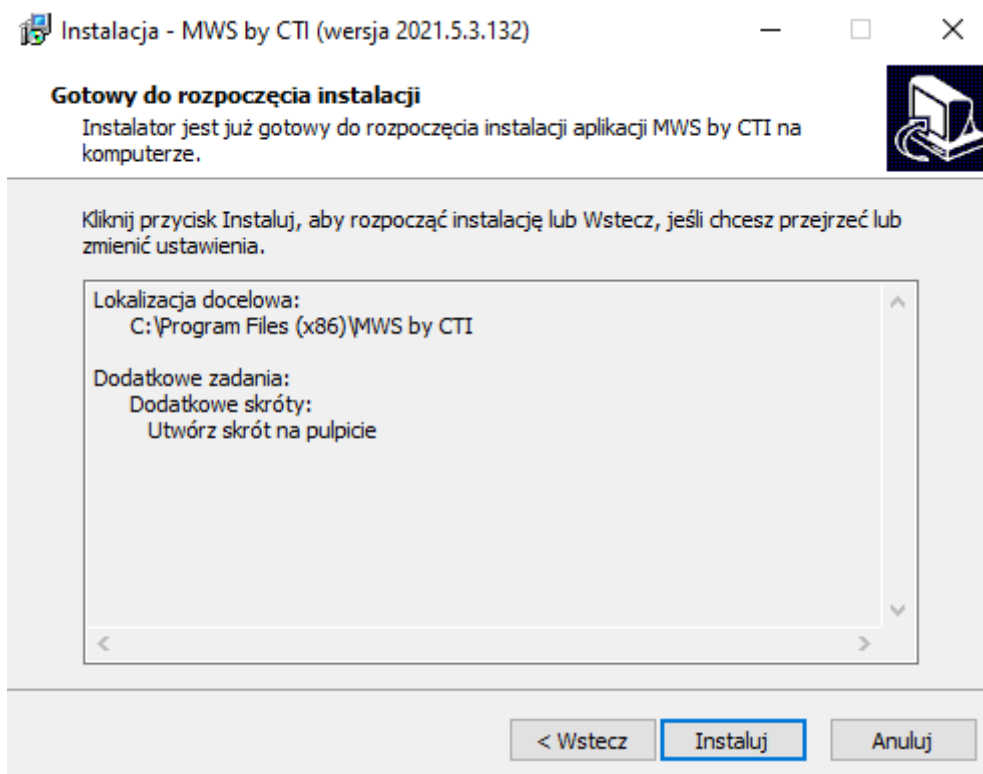 Instalacja - MWS by CTI (wersja 2021.5.3.132)
Gotowy do rozpoczęcia instalacji
Instalator jest już gotowy do rozpoczęcia instalacji aplikacji MWS by CTI na
komputerze.
Kliknij przycisk Instaluj, aby rozpocząć instalację lub Wstecz, jeśli chcesz przejrzeć lub
zmienić ustawienia.
Lokalizacja docelowa:
C:\Program Files (x86)\MWS by CTI
Dodatkowe zadania:
Dodatkowe skróty:
Utwórz skrót na pulpicie
< Wstecz
Instaluj
Anuluj